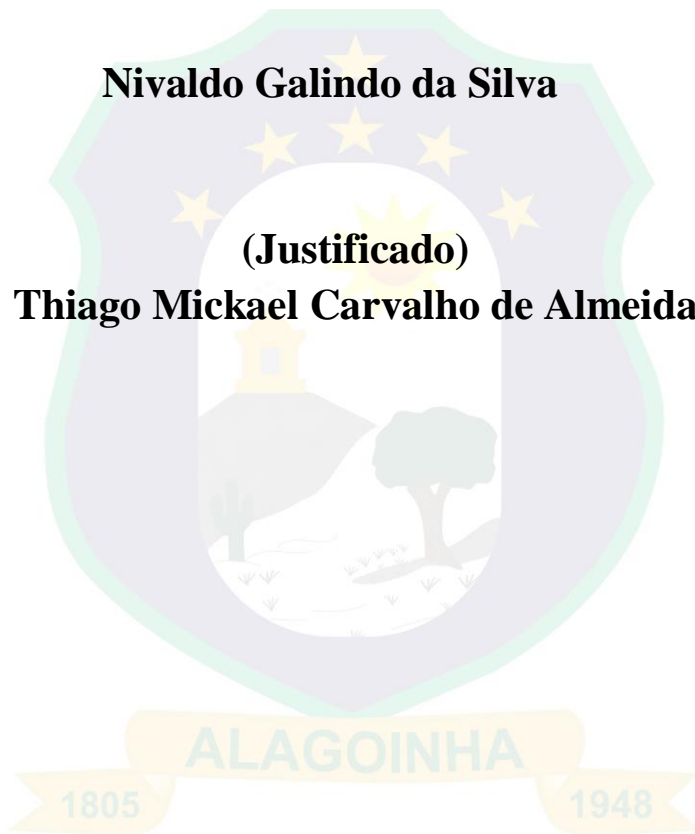 Nivaldo Galindo da Silva
(Justificado)
Thiago Mickael Carvalho de Almeida
ALAGOINHA
1805
1948